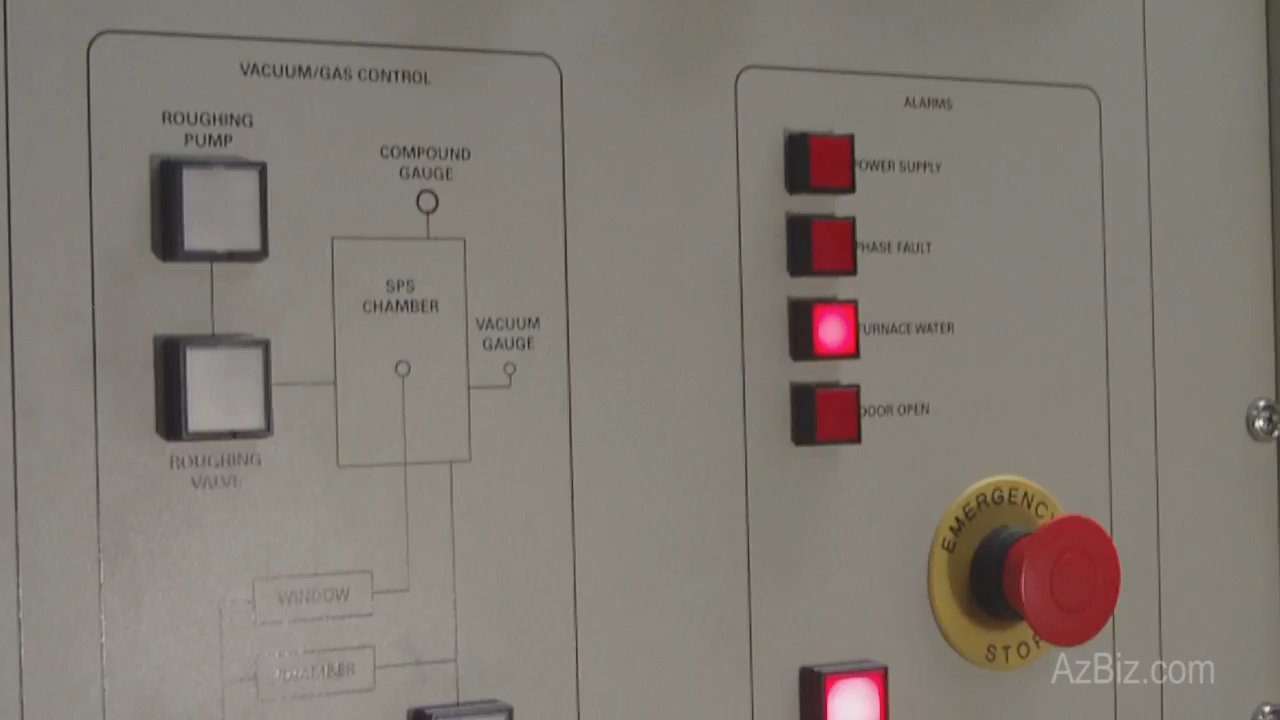 VACUUM/GAS CONTROL
ROUGHING
PUMP
COMPOUND
GAUGE
SPS
CHAMBER
VACUUM
GAUGE
ROUGHING
VALVE
WINDOW
CHAMBER
ALARMS
POWER SUPPLY
PHASE FAULT
FURNACE WATER
DOOR OPEN
EMERGENCY
STOP
AzBiz.com